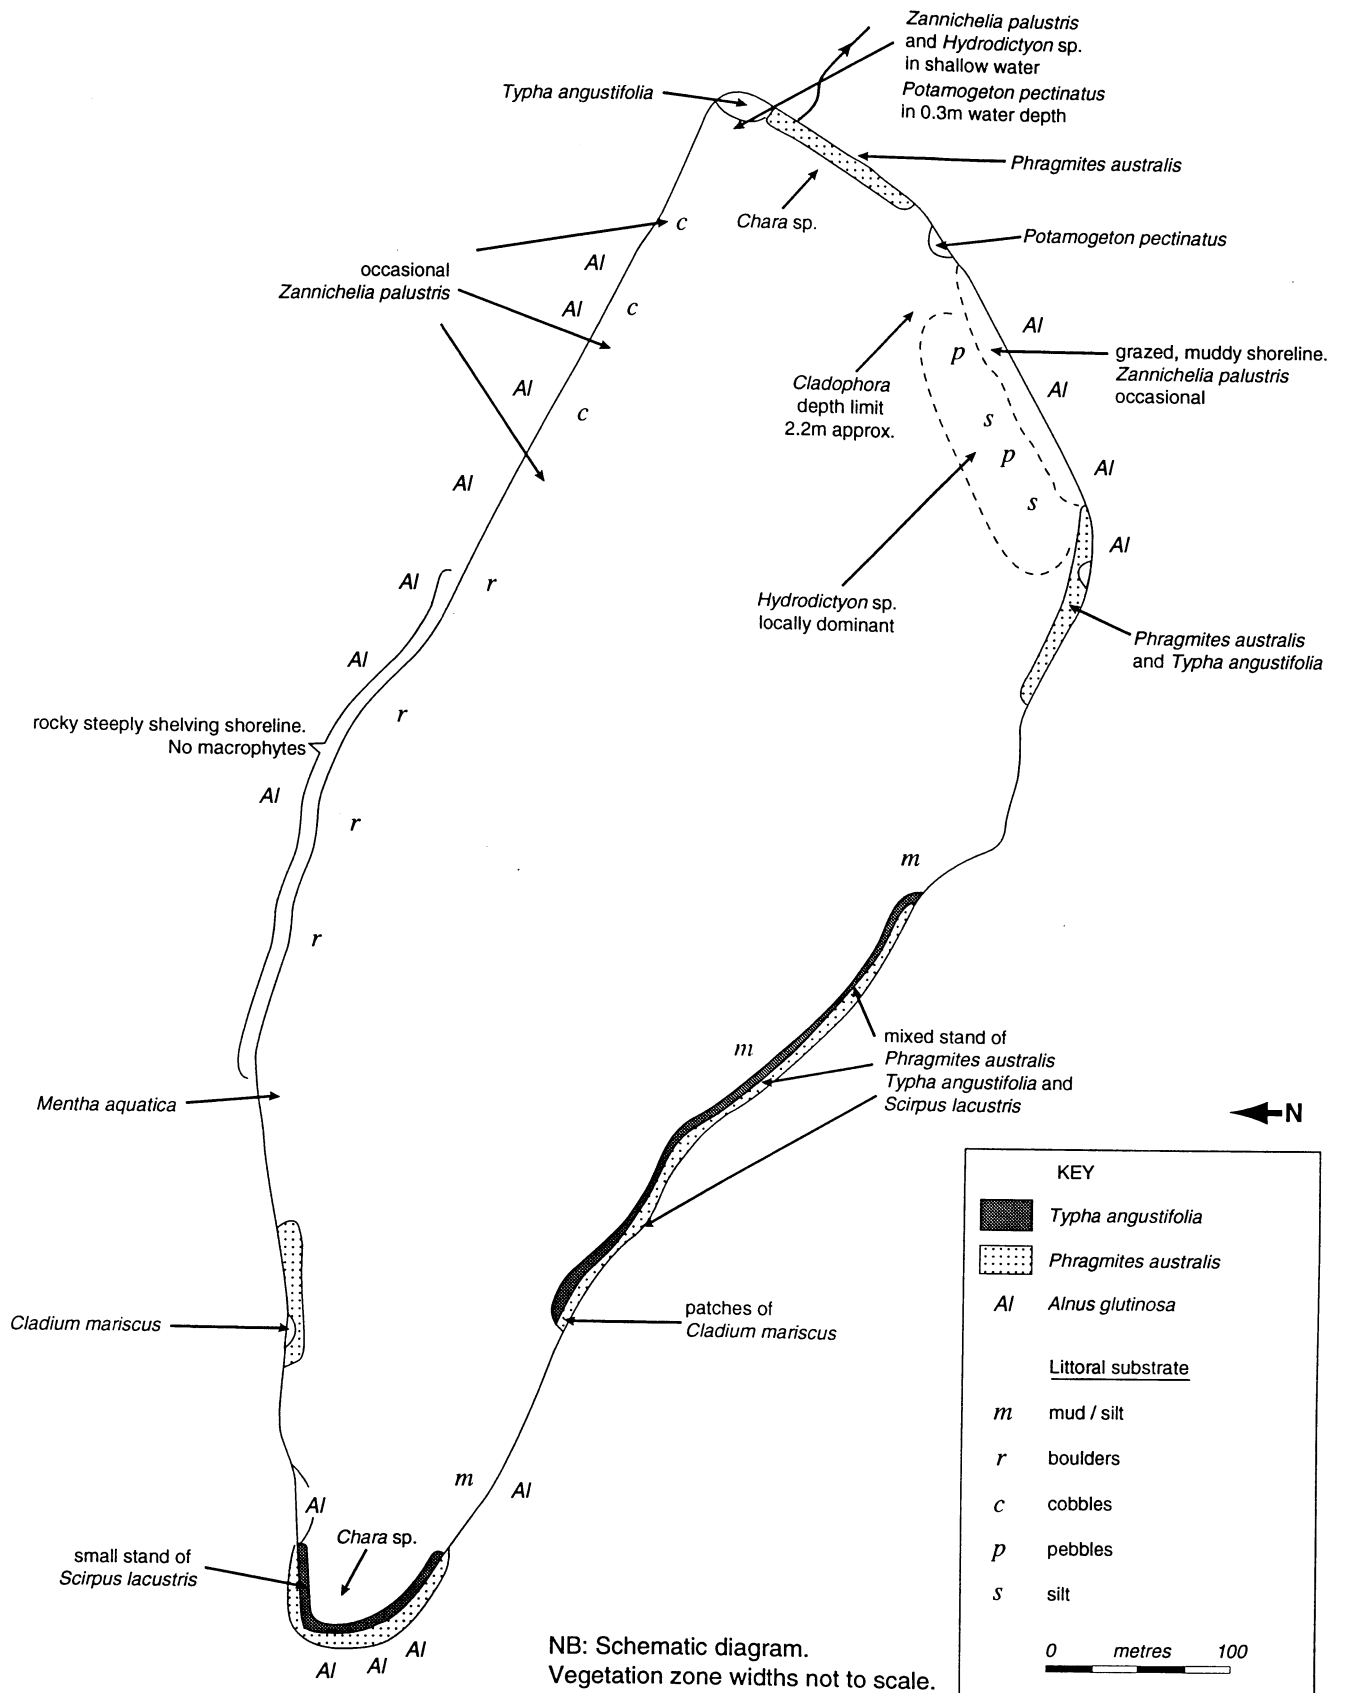 Zannichelia palustris
and Hydrodictyon sp.
in shallow water
Potamogeton pectinatus
in 0.3m water depth
Typha angustifolia
Phragmites australis
Chara sp.
c
Potamogeton pectinatus
Al
occasional
Zannichelia palustris
Al
c
Al
p
grazed, muddy shoreline.
Zannichelia palustris
occasional
Cladophora
depth limit
2.2m approx.
Al
c
Al
s
p
Al
Al
s
Al
Al
r
Hydrodictyon sp.
locally dominant
Phragmites australis
and Typha angustifolia
Al
r
rocky steeply shelving shoreline.
No macrophytes
Al
r
m
r
mixed stand of
Phragmites australis
Typha angustifolia and
Scirpus lacustris
m
Mentha aquatica
N
Cladium mariscus
patches of
Cladium mariscus
m
Al
Al
Chara sp.
small stand of
Scirpus lacustris
Al
Al
Al
NB: Schematic diagram.
Vegetation zone widths not to scale.
KEY
Typha angustifolia
Phragmites australis
Al Alnus glutinosa
Littoral substrate
m mud / silt
r boulders
c cobbles
p pebbles
s silt
0 metres 100